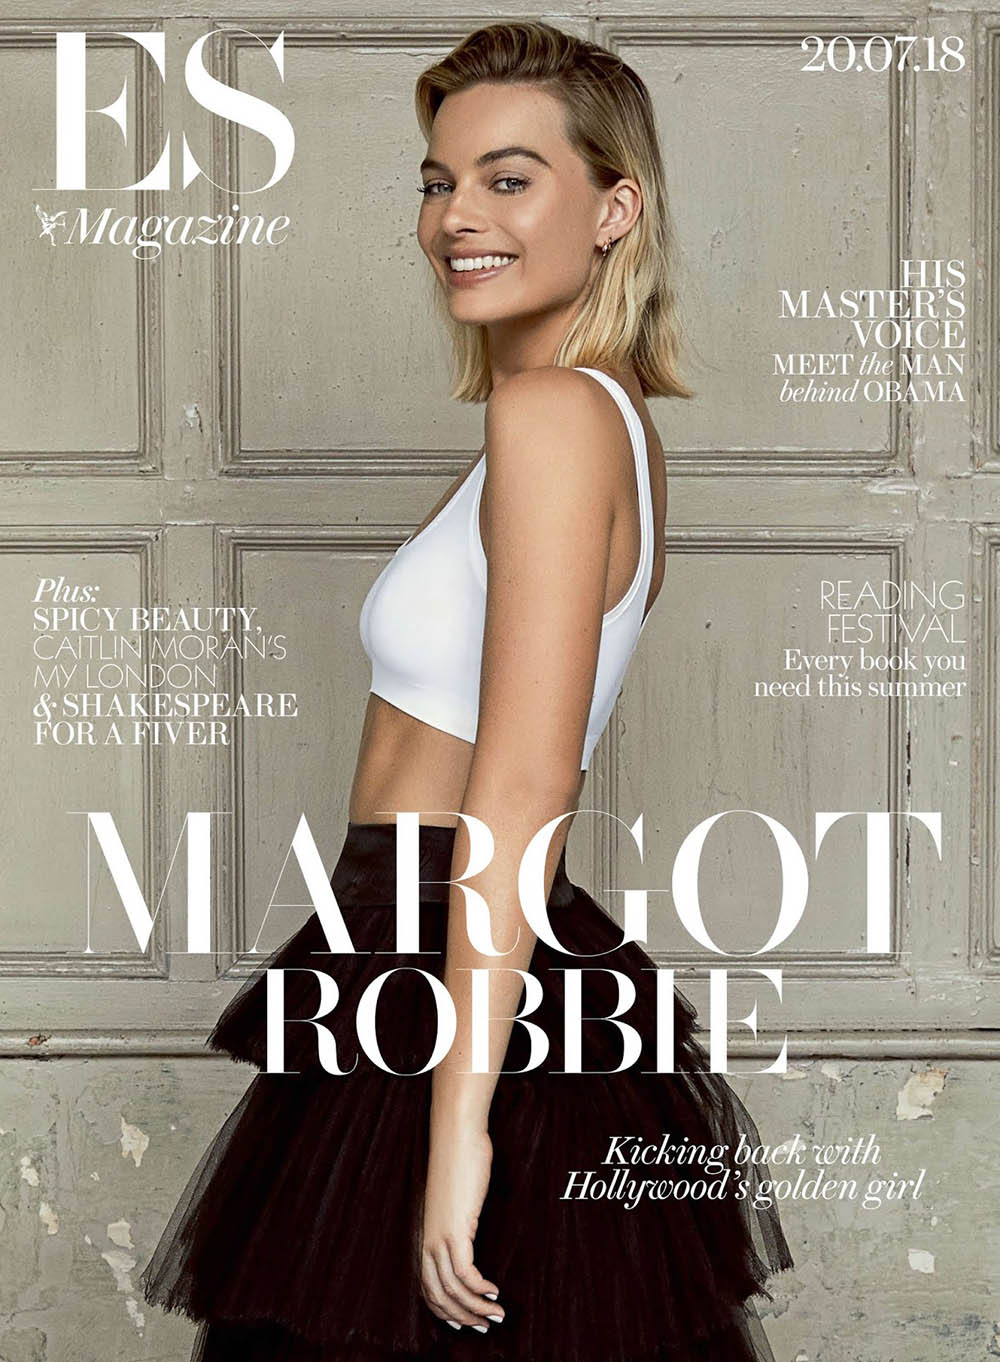 ES
Magazine
20.07.18
HIS
MASTER'S
VOICE
MEET the MAN
behind OBAMA
Plus:
SPICY BEAUTY,
CAITLIN MORAN'S
MY LONDON
& SHAKESPEARE
FOR A FIVER
READING
FESTIVAL
Every book you
need this summer
MARGOT
ROBBIE
Kicking back with
Hollywood's golden girl